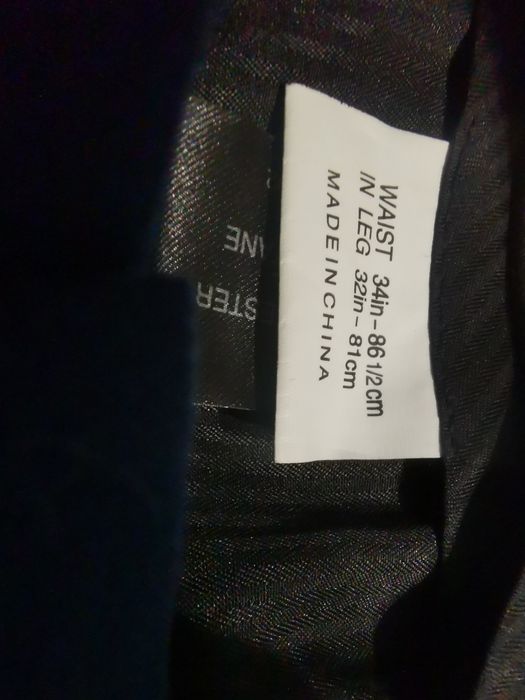 WAIST 34in-86 1/2cm
IN LEG 32in-81cm
MADE IN CHINA